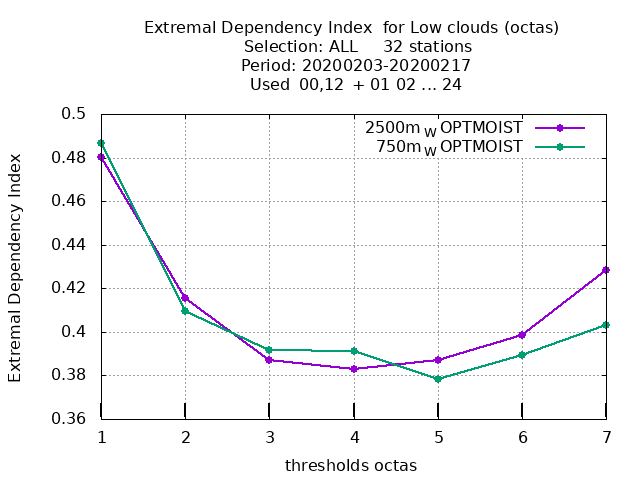 Extremal Dependency Index  for Low clouds (octas)
Selection: ALL     32 stations
Period: 20200203-20200217
Used  00,12  + 01 02 ... 24
2500m_W OPTMOIST
750m_W OPTMOIST
0.5
0.48
0.46
0.44
0.42
0.4
0.38
0.36
Extremal Dependency Index
1 2 3 4 5 6 7
thresholds octas